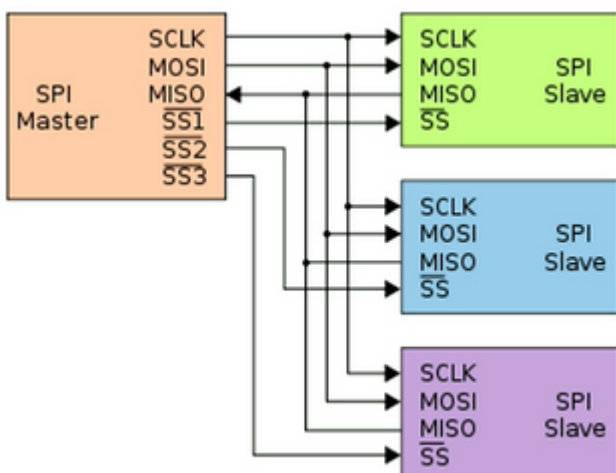 SCLK
MOSI
MISO
SS1
SS2
SS3
SPI
Master
SCLK
MOSI
MISO
SS
SPI
Slave
SCLK
MOSI
MISO
SS
SPI
Slave
SCLK
MOSI
MISO
SS
SPI
Slave